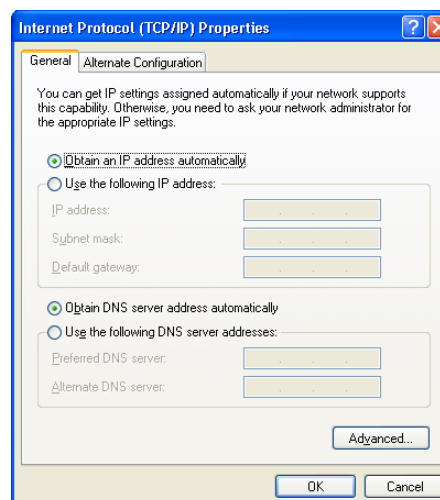 Internet Protocol (TCP/IP) Properties
General
Alternate Configuration
You can get IP settings assigned automatically if your network supports
this capability. Otherwise, you need to ask your network administrator for
the appropriate IP settings.
Obtain an IP address automatically
Use the following IP address:
IP address:
Subnet mask:
Default gateway:
Obtain DNS server address automatically
Use the following DNS server addresses:
Preferred DNS server:
Alternate DNS server:
Advanced...
OK
Cancel